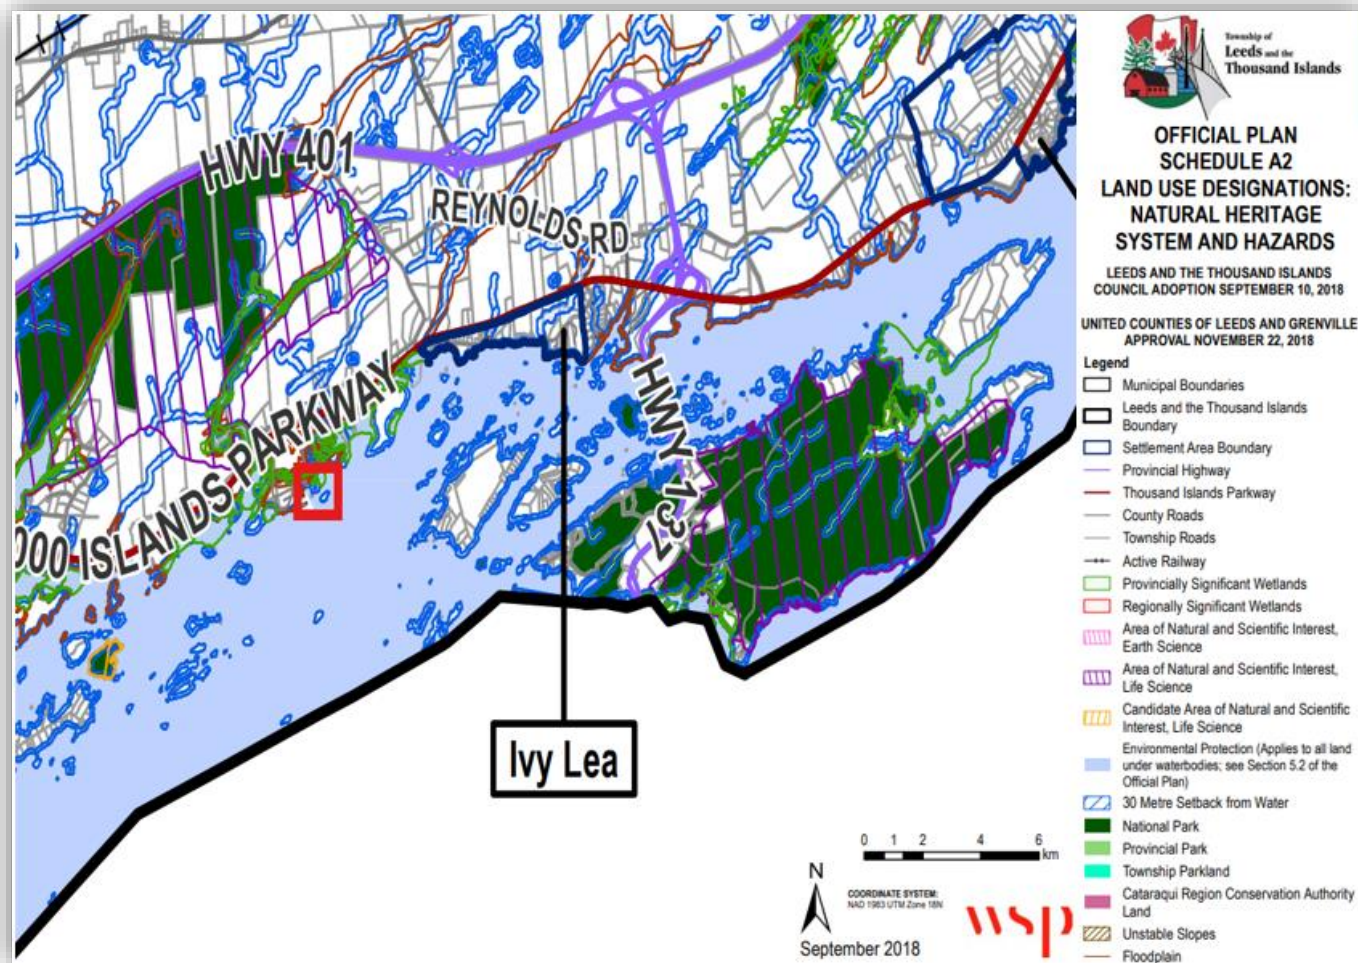 HWY 401
REYNOLDS RD
1000 ISLANDS PARKWAY
HWY 137
Ivy Lea
Township of
Leeds and the
Thousand Islands
OFFICIAL PLAN
SCHEDULE A2
LAND USE DESIGNATIONS:
NATURAL HERITAGE
SYSTEM AND HAZARDS
LEEDS AND THE THOUSAND ISLANDS
COUNCIL ADOPTION SEPTEMBER 10, 2018
UNITED COUNTIES OF LEEDS AND GRENVILLE
APPROVAL NOVEMBER 22, 2018
Legend
Municipal Boundaries
Leeds and the Thousand Islands
Boundary
Settlement Area Boundary
Provincial Highway
Thousand Islands Parkway
County Roads
Township Roads
Active Railway
Provincially Significant Wetlands
Regionally Significant Wetlands
Area of Natural and Scientific Interest,
Earth Science
Area of Natural and Scientific Interest,
Life Science
Candidate Area of Natural and Scientific
Interest, Life Science
Environmental Protection (Applies to all land
under waterbodies; see Section 5.2 of the
Official Plan)
30 Metre Setback from Water
National Park
Provincial Park
Township Parkland
Cataraqui Region Conservation Authority
Land
Unstable Slopes
Floodplain
0 1 2 4 6
km
N
COORDINATE SYSTEM:
NAD 1983 UTM Zone 18N
September 2018
wsp